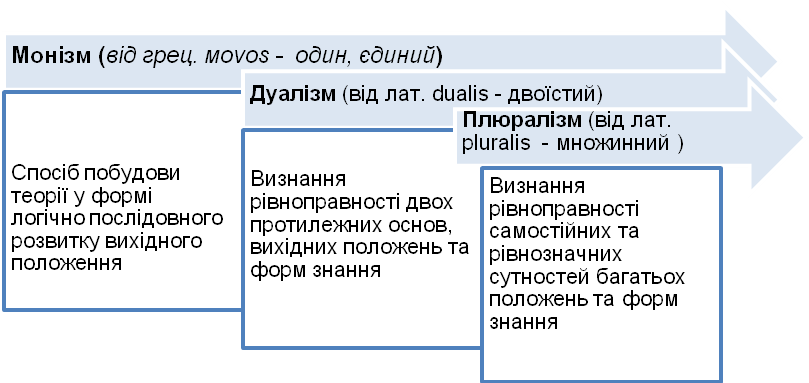 Монізм (від грец. моvos - один, єдиний)
Спосіб побудови
теорії у формі
логічно послідовного
розвитку вихідного
положення
Дуалізм (від лат. dualis - двоїстий)
Визнання
рівноправності двох
протилежних основ,
вихідних положень та
форм знання
Плюралізм (від лат.
pluralis - множинний )
Визнання
рівноправності
самостійних та
рівнозначних
сутностей багатьох
положень та форм
знання